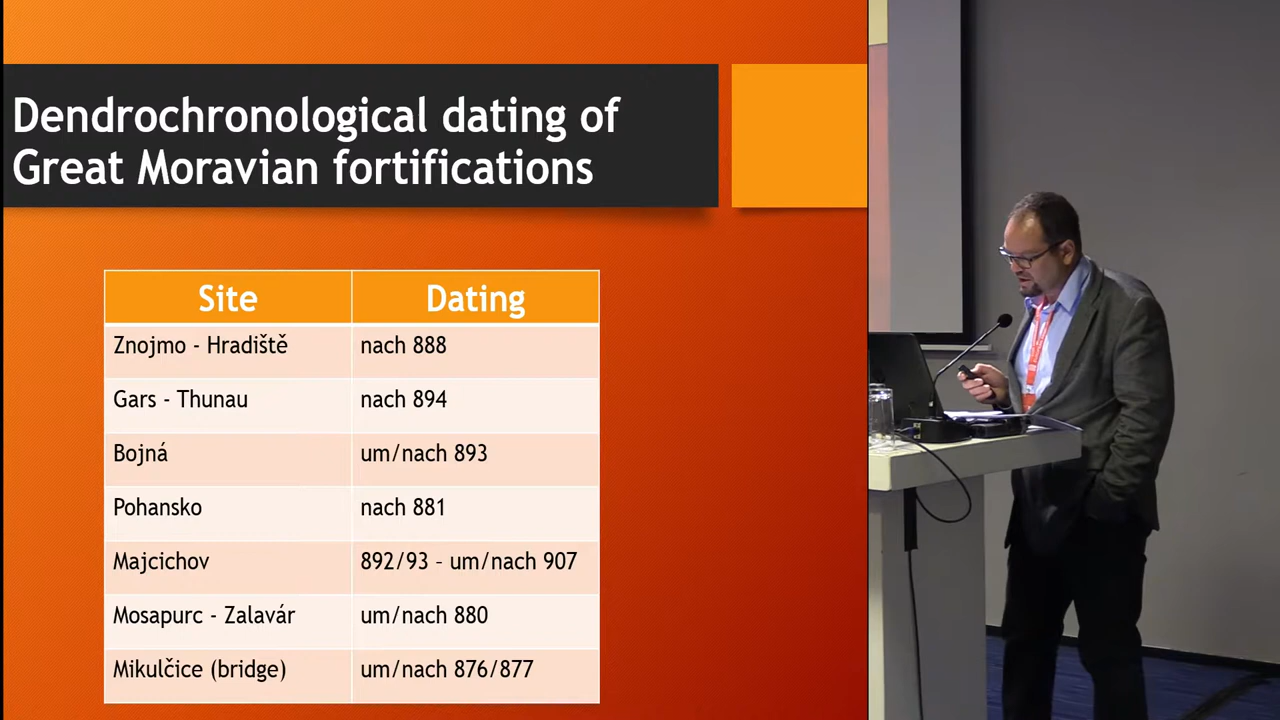 Dendrochronological dating of
Great Moravian fortifications
Site Dating
Znojmo - Hradiště nach 888
Gars - Thunau nach 894
Bojná um/nach 893
Pohansko nach 881
Majcichov 892/93 – um/nach 907
Mosapurc - Zalavár um/nach 880
Mikulčice (bridge) um/nach 876/877